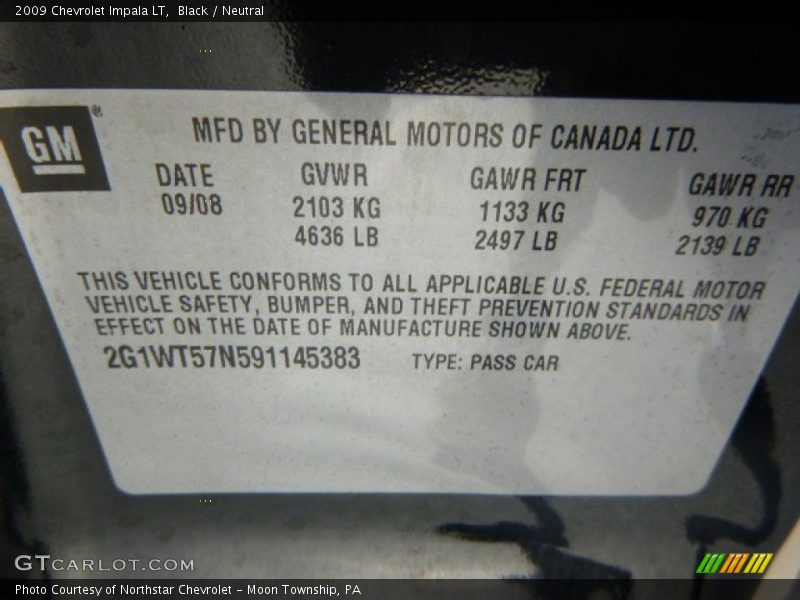 2009 Chevrolet Impala LT,  Black / Neutral
GM ®
MFD BY GENERAL MOTORS OF CANADA LTD.
DATE GVWR GAWR FRT GAWR RR
09/08 2103 KG 1133 KG 970 KG
4636 LB 2497 LB 2139 LB
THIS VEHICLE CONFORMS TO ALL APPLICABLE U.S. FEDERAL MOTOR
VEHICLE SAFETY, BUMPER, AND THEFT PREVENTION STANDARDS IN
EFFECT ON THE DATE OF MANUFACTURE SHOWN ABOVE.
2G1WT57N591145383 TYPE: PASS CAR
GTCARLOT.COM
Photo Courtesy of Northstar Chevrolet - Moon Township, PA